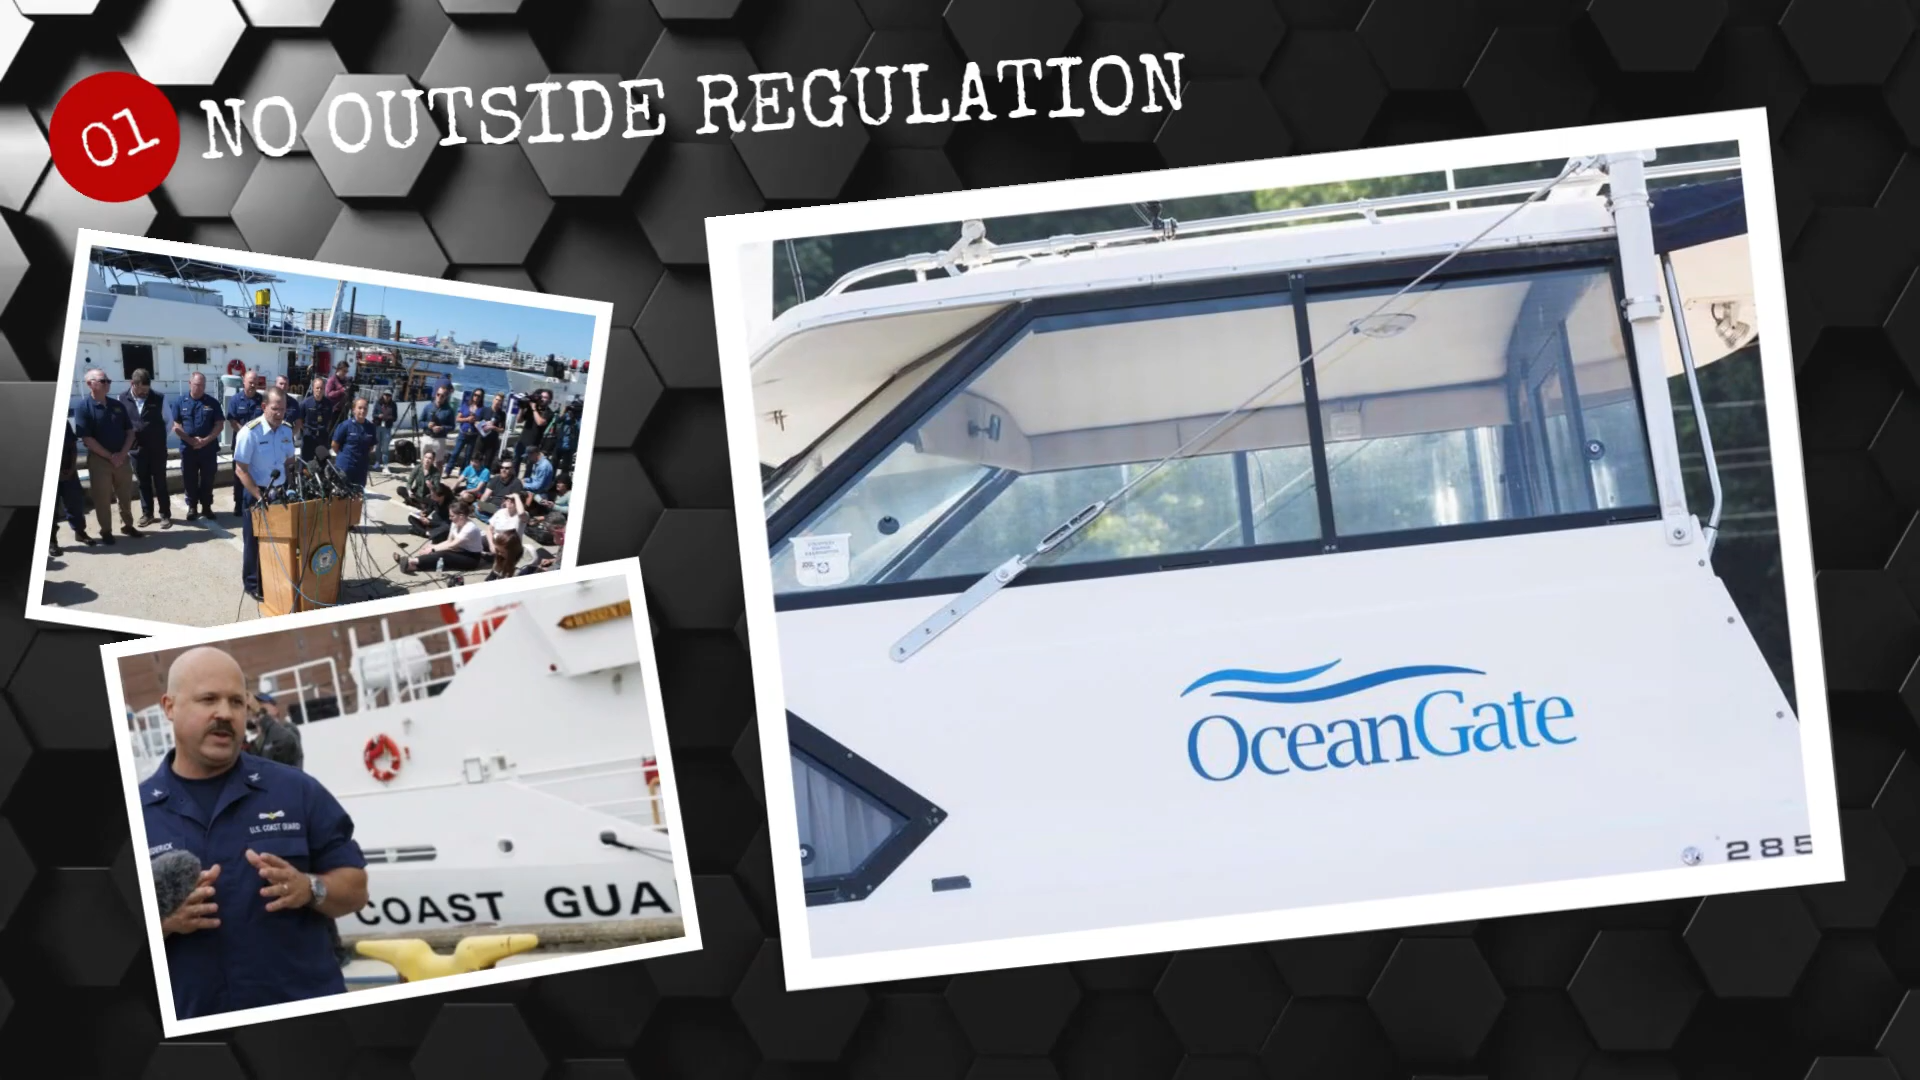 01 NO OUTSIDE REGULATION
OceanGate
285
U.S. COAST GUARD
COAST GUA